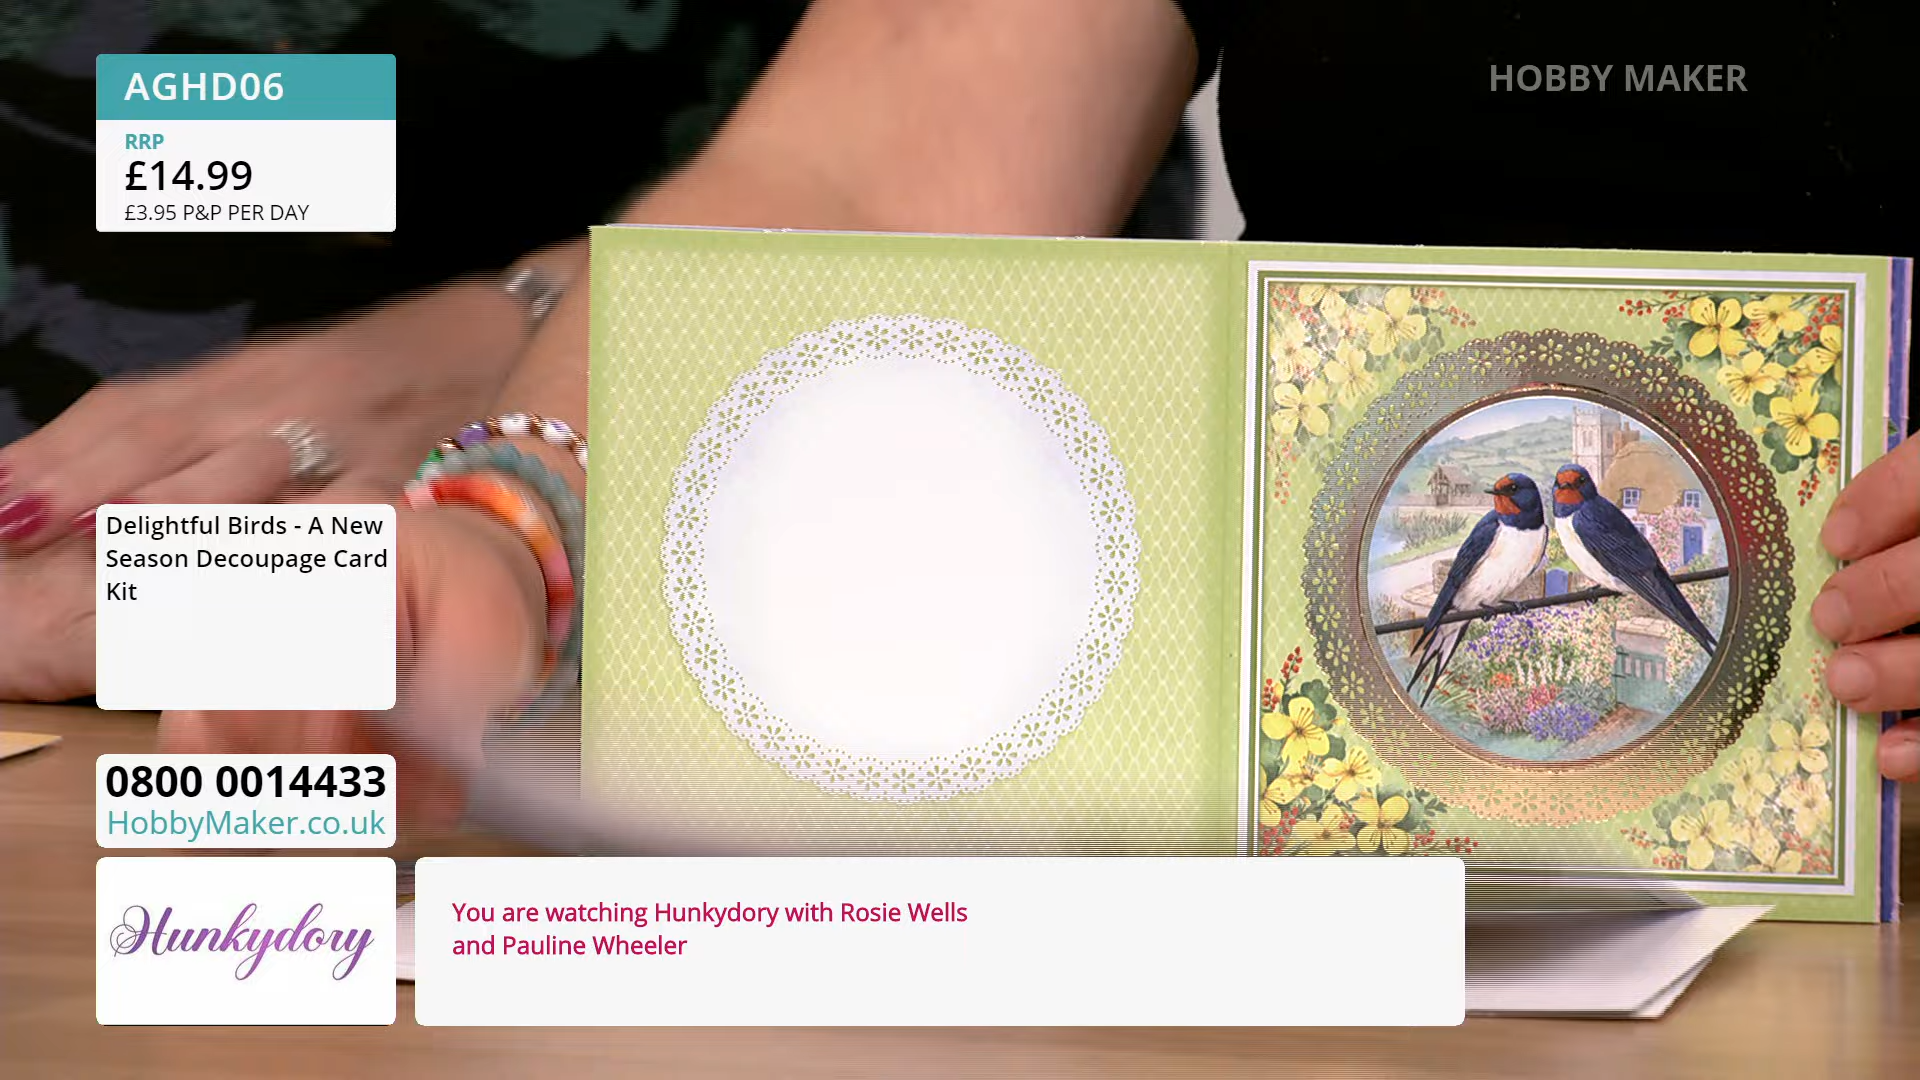 AGHD06
RRP
£14.99
£3.95 P&P PER DAY
HOBBY MAKER
Delightful Birds - A New
Season Decoupage Card
Kit
0800 0014433
HobbyMaker.co.uk
Hunkydory
You are watching Hunkydory with Rosie Wells
and Pauline Wheeler